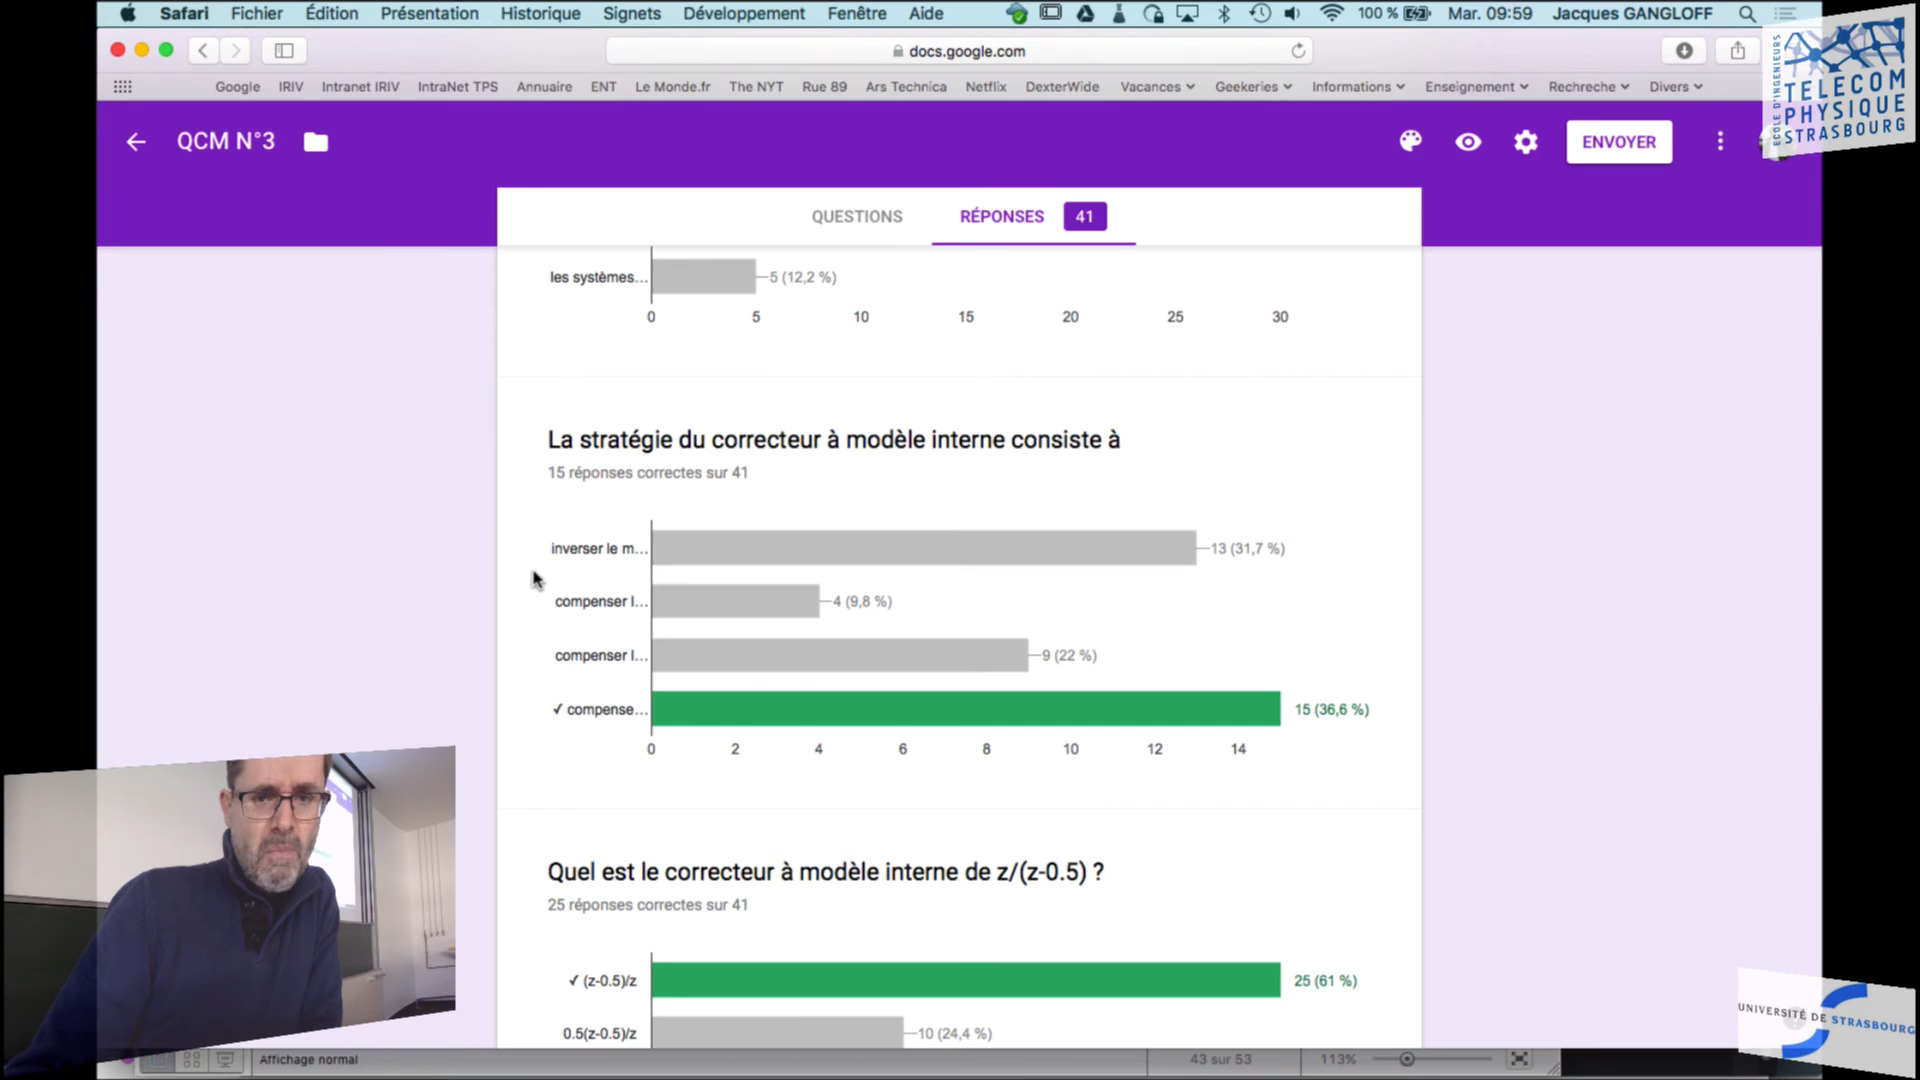 Safari Fichier Édition Présentation Historique Signets Développement Fenêtre Aide 100 % Mar. 09:59 Jacques GANGLOFF
docs.google.com
Google IRIV Intranet IRIV IntraNet TPS Annuaire ENT Le Monde.fr The NYT Rue 89 Ars Technica Netflix DexterWide Vacances Geekeries Informations Enseignement Rechreche Divers
ECOLE D'INGENIEURS
TELECOM
PHYSIQUE
STRASBOURG
QCM N°3
ENVOYER
QUESTIONS RÉPONSES 41
les systèmes... 5 (12,2 %)
0 5 10 15 20 25 30
La stratégie du correcteur à modèle interne consiste à
15 réponses correctes sur 41
inverser le m... 13 (31,7 %)
compenser l... 4 (9,8 %)
compenser l... 9 (22 %)
✓ compense... 15 (36,6 %)
0 2 4 6 8 10 12 14
Quel est le correcteur à modèle interne de z/(z-0.5) ?
25 réponses correctes sur 41
✓ (z-0.5)/z 25 (61 %)
0.5(z-0.5)/z 10 (24,4 %)
UNIVERSITÉ DE STRASBOURG
Affichage normal 43 sur 53 113%